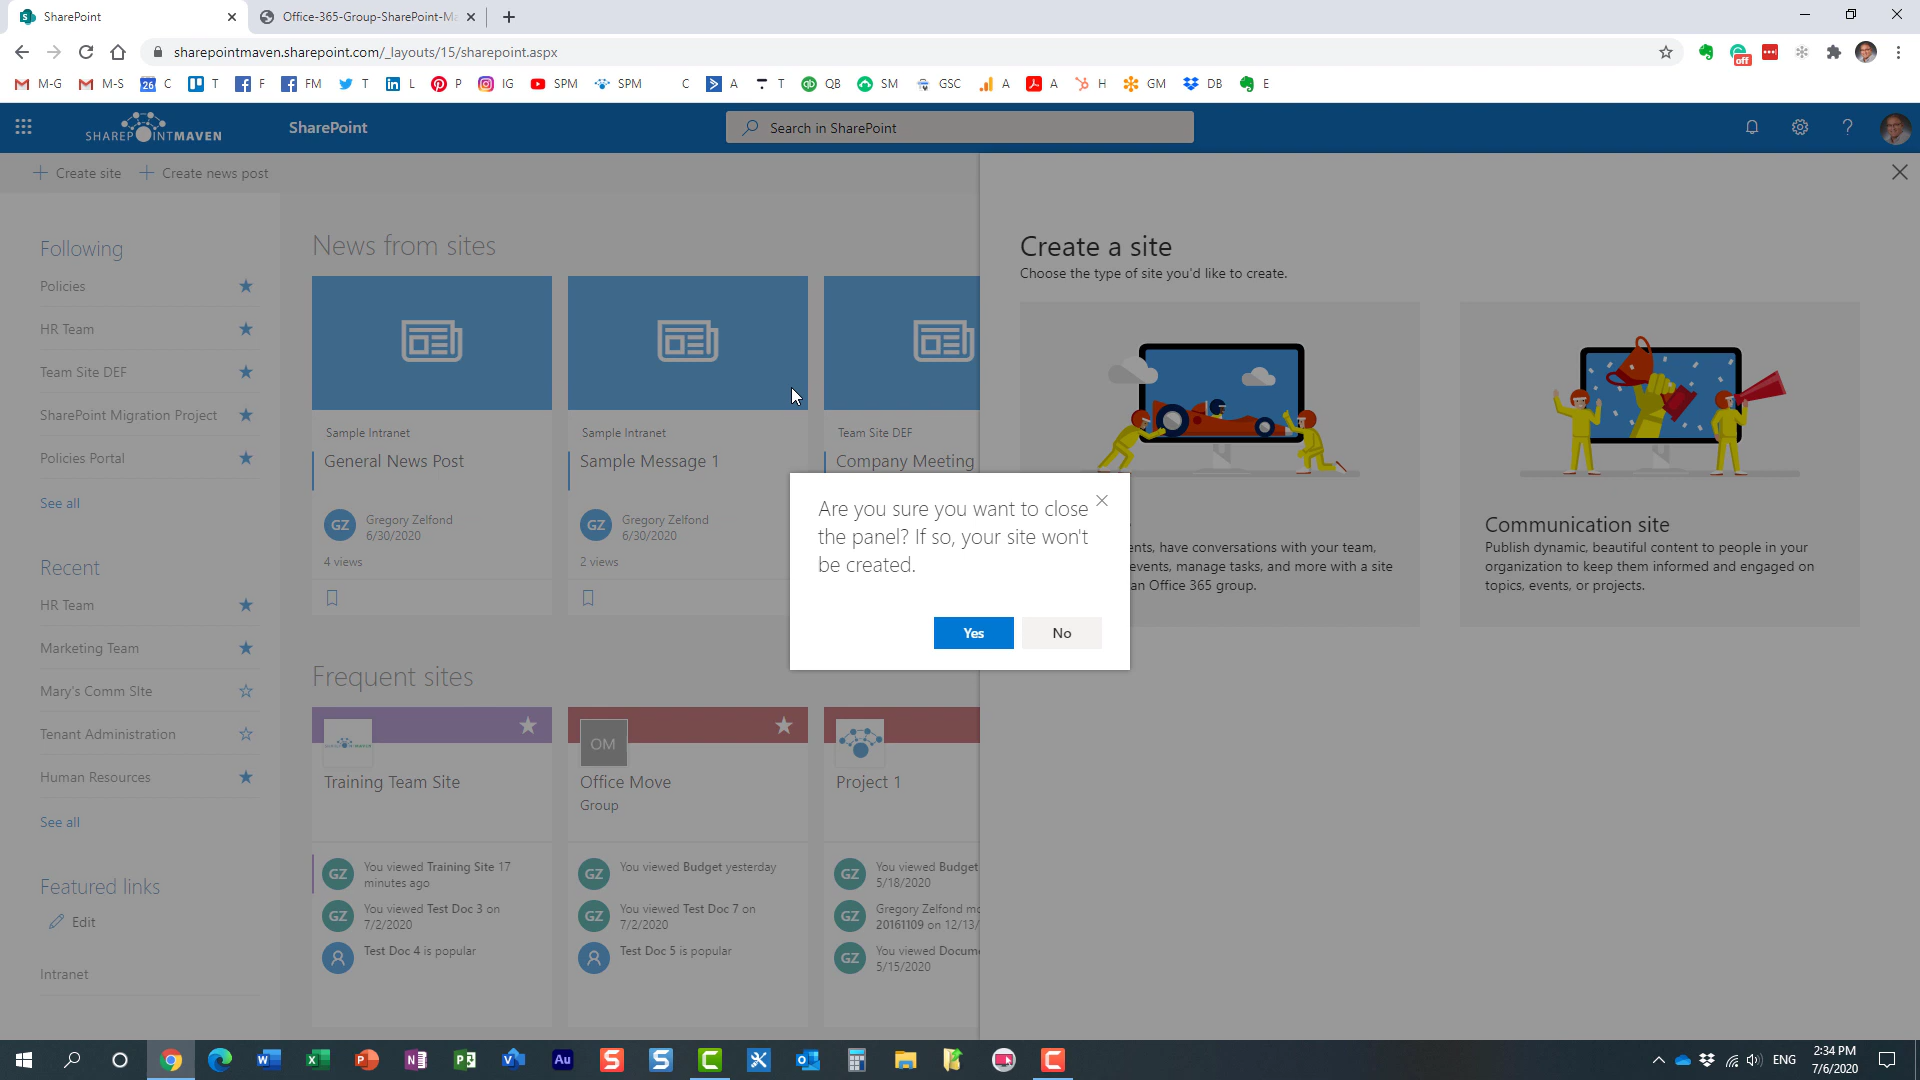 SharePoint
Office-365-Group-SharePoint-Ma
sharepointmaven.sharepoint.com/_layouts/15/sharepoint.aspx
off
M-G M-S 26 C T F FM T L P IG SPM SPM C A T QB SM GSC A A H GM DB E
SHAREPOINTMAVEN
SharePoint
Search in SharePoint
Create site
Create news post
Following
Policies
HR Team
Team Site DEF
SharePoint Migration Project
Policies Portal
See all
Recent
HR Team
Marketing Team
Mary's Comm SIte
Tenant Administration
Human Resources
See all
Featured links
Edit
Intranet
News from sites
Sample Intranet
General News Post
GZ
Gregory Zelfond
6/30/2020
4 views
Sample Intranet
Sample Message 1
GZ
Gregory Zelfond
6/30/2020
2 views
Team Site DEF
Company Meeting
Frequent sites
Training Team Site
GZ
You viewed Training Site 17
minutes ago
GZ
You viewed Test Doc 3 on
7/2/2020
Test Doc 4 is popular
OM
Office Move
Group
GZ
You viewed Budget yesterday
GZ
You viewed Test Doc 7 on
7/2/2020
Test Doc 5 is popular
Project 1
GZ
You viewed Budget
5/18/2020
GZ
Gregory Zelfond mo
20161109 on 12/13/
GZ
You viewed Docum
5/15/2020
Create a site
Choose the type of site you'd like to create.
ents, have conversations with your team,
events, manage tasks, and more with a site
an Office 365 group.
Communication site
Publish dynamic, beautiful content to people in your
organization to keep them informed and engaged on
topics, events, or projects.
Are you sure you want to close
the panel? If so, your site won't
be created.
Yes
No
Au
ENG
2:34 PM
7/6/2020